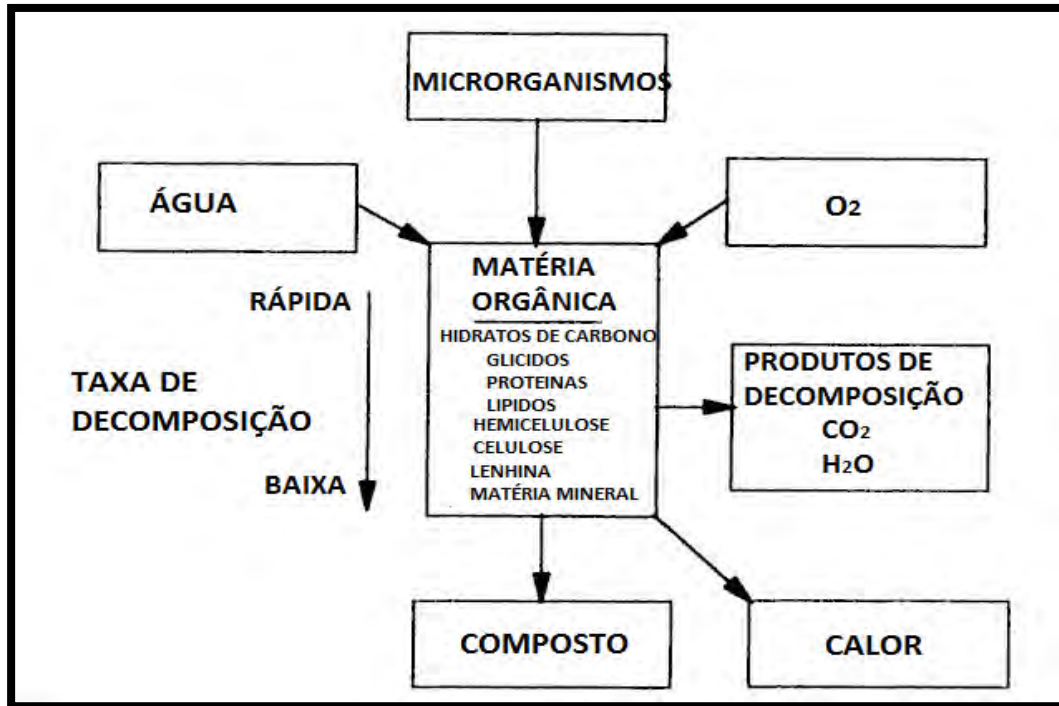 MICRORGANISMOS
ÁGUA
O2
MATÉRIA
ORGÂNICA
HIDRATOS DE CARBONO
GLICIDOS
PROTEINAS
LIPIDOS
HEMICELULOSE
CELULOSE
LENHINA
MATÉRIA MINERAL
RÁPIDA
TAXA DE
DECOMPOSIÇÃO
BAIXA
PRODUTOS DE
DECOMPOSIÇÃO
CO2
H2O
COMPOSTO
CALOR